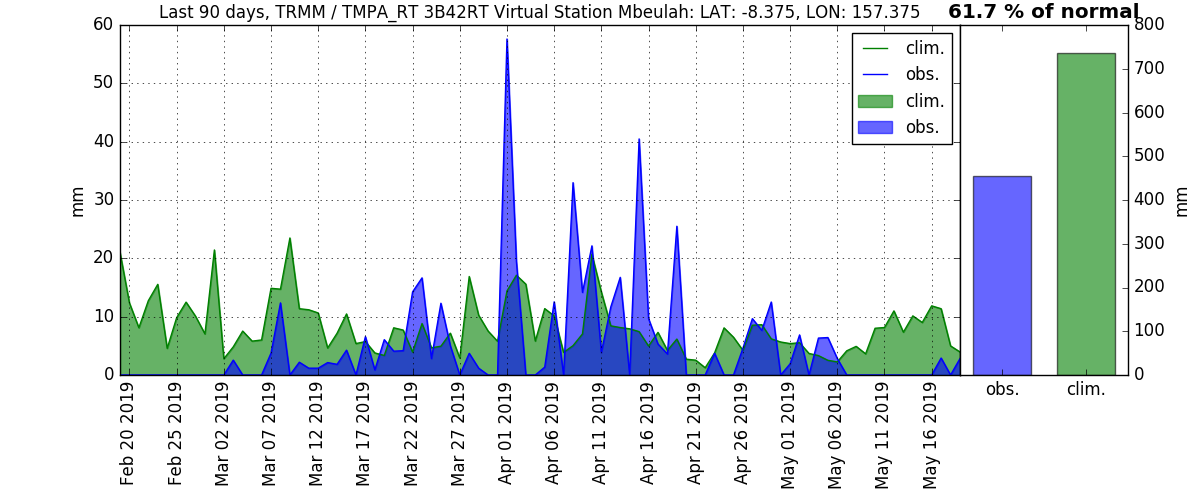 Last 90 days, TRMM / TMPA_RT 3B42RT Virtual Station Mbeulah: LAT: -8.375, LON: 157.375
61.7 % of normal
60
50
40
30
20
10
0
mm
clim.
obs.
clim.
obs.
800
700
600
500
400
300
200
100
0
mm
obs.
clim.
Feb 20 2019
Feb 25 2019
Mar 02 2019
Mar 07 2019
Mar 12 2019
Mar 17 2019
Mar 22 2019
Mar 27 2019
Apr 01 2019
Apr 06 2019
Apr 11 2019
Apr 16 2019
Apr 21 2019
Apr 26 2019
May 01 2019
May 06 2019
May 11 2019
May 16 2019